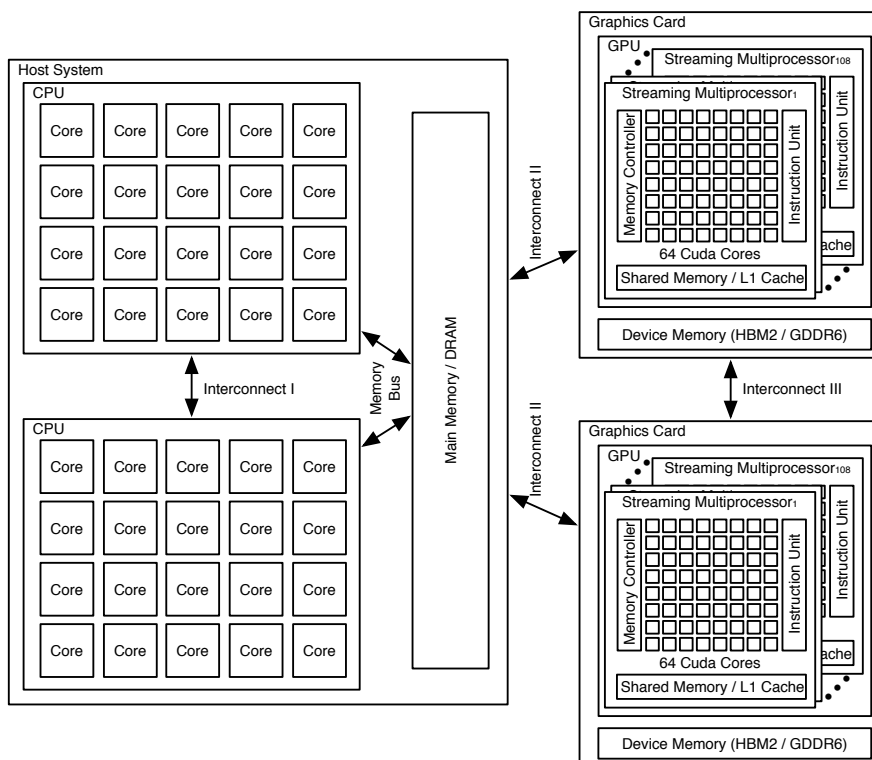 Host System
CPU
Core Core Core Core Core
Core Core Core Core Core
Core Core Core Core Core
Core Core Core Core Core
Interconnect I
Memory
Bus
CPU
Core Core Core Core Core
Core Core Core Core Core
Core Core Core Core Core
Core Core Core Core Core
Main Memory / DRAM
Interconnect II
Interconnect II
Graphics Card
GPU
Streaming Multiprocessor108
Streaming Multiprocessor1
Memory Controller
Instruction Unit
Instruction Unit
64 Cuda Cores
ache
Shared Memory / L1 Cache
Device Memory (HBM2 / GDDR6)
Interconnect III
Graphics Card
GPU
Streaming Multiprocessor108
Streaming Multiprocessor1
Memory Controller
Instruction Unit
Instruction Unit
64 Cuda Cores
ache
Shared Memory / L1 Cache
Device Memory (HBM2 / GDDR6)